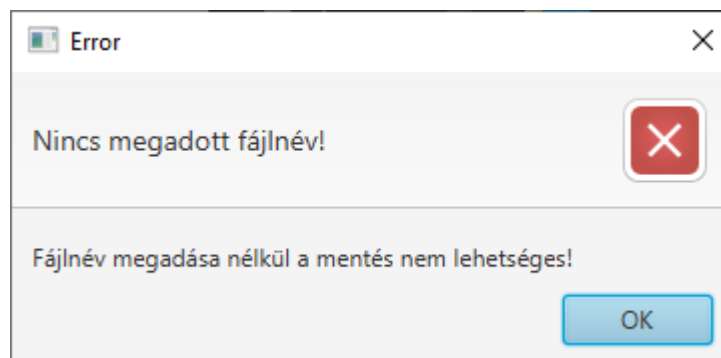 Error
Nincs megadott fájlnév!
Fájlnév megadása nélkül a mentés nem lehetséges!
OK